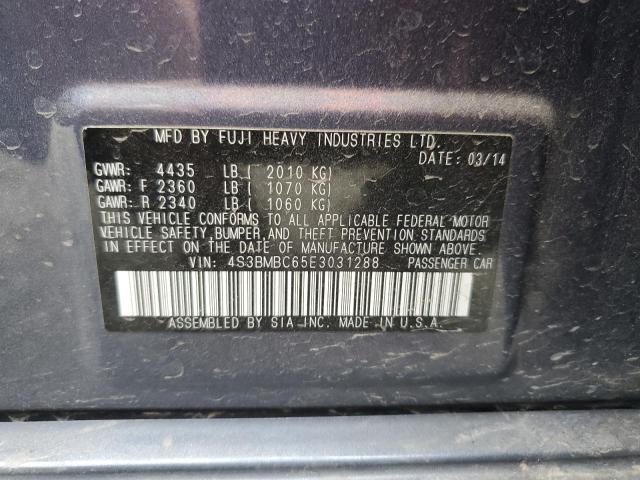 MFD BY FUJI HEAVY INDUSTRIES LTD.
DATE: 03/14
GVWR: 4435 LB( 2010 KG)
GAWR: F 2360 LB( 1070 KG)
GAWR: R 2340 LB( 1060 KG)
THIS VEHICLE CONFORMS TO ALL APPLICABLE FEDERAL MOTOR
VEHICLE SAFETY,BUMPER,AND THEFT PREVENTION STANDARDS
IN EFFECT ON THE DATE OF MANUFACTURE SHOWN ABOVE.
VIN: 4S3BMBC65E3031288 PASSENGER CAR
ASSEMBLED BY SIA INC. MADE IN U.S.A.